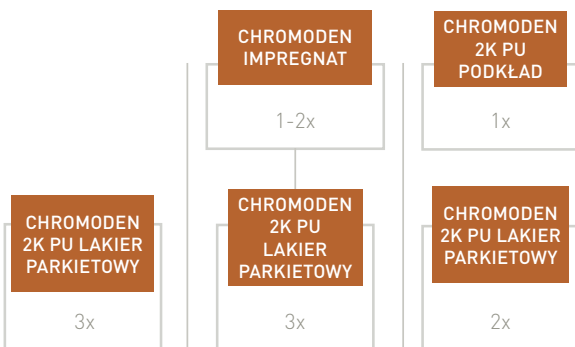 CHROMODEN
IMPREGNAT
1-2x
CHROMODEN
2K PU
PODKŁAD
1x
CHROMODEN
2K PU LAKIER
PARKIETOWY
3x
CHROMODEN
2K PU
LAKIER
PARKIETOWY
3x
CHROMODEN
2K PU LAKIER
PARKIETOWY
2x